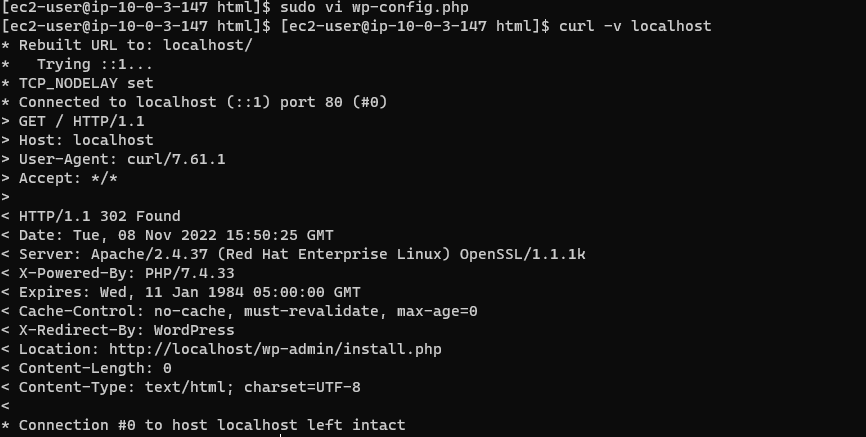 [ec2-user@ip-10-0-3-147 html]$ sudo vi wp-config.php
[ec2-user@ip-10-0-3-147 html]$ [ec2-user@ip-10-0-3-147 html]$ curl -v localhost
* Rebuilt URL to: localhost/
*   Trying ::1...
* TCP_NODELAY set
* Connected to localhost (::1) port 80 (#0)
> GET / HTTP/1.1
> Host: localhost
> User-Agent: curl/7.61.1
> Accept: */*
>
< HTTP/1.1 302 Found
< Date: Tue, 08 Nov 2022 15:50:25 GMT
< Server: Apache/2.4.37 (Red Hat Enterprise Linux) OpenSSL/1.1.1k
< X-Powered-By: PHP/7.4.33
< Expires: Wed, 11 Jan 1984 05:00:00 GMT
< Cache-Control: no-cache, must-revalidate, max-age=0
< X-Redirect-By: WordPress
< Location: http://localhost/wp-admin/install.php
< Content-Length: 0
< Content-Type: text/html; charset=UTF-8
<
* Connection #0 to host localhost left intact